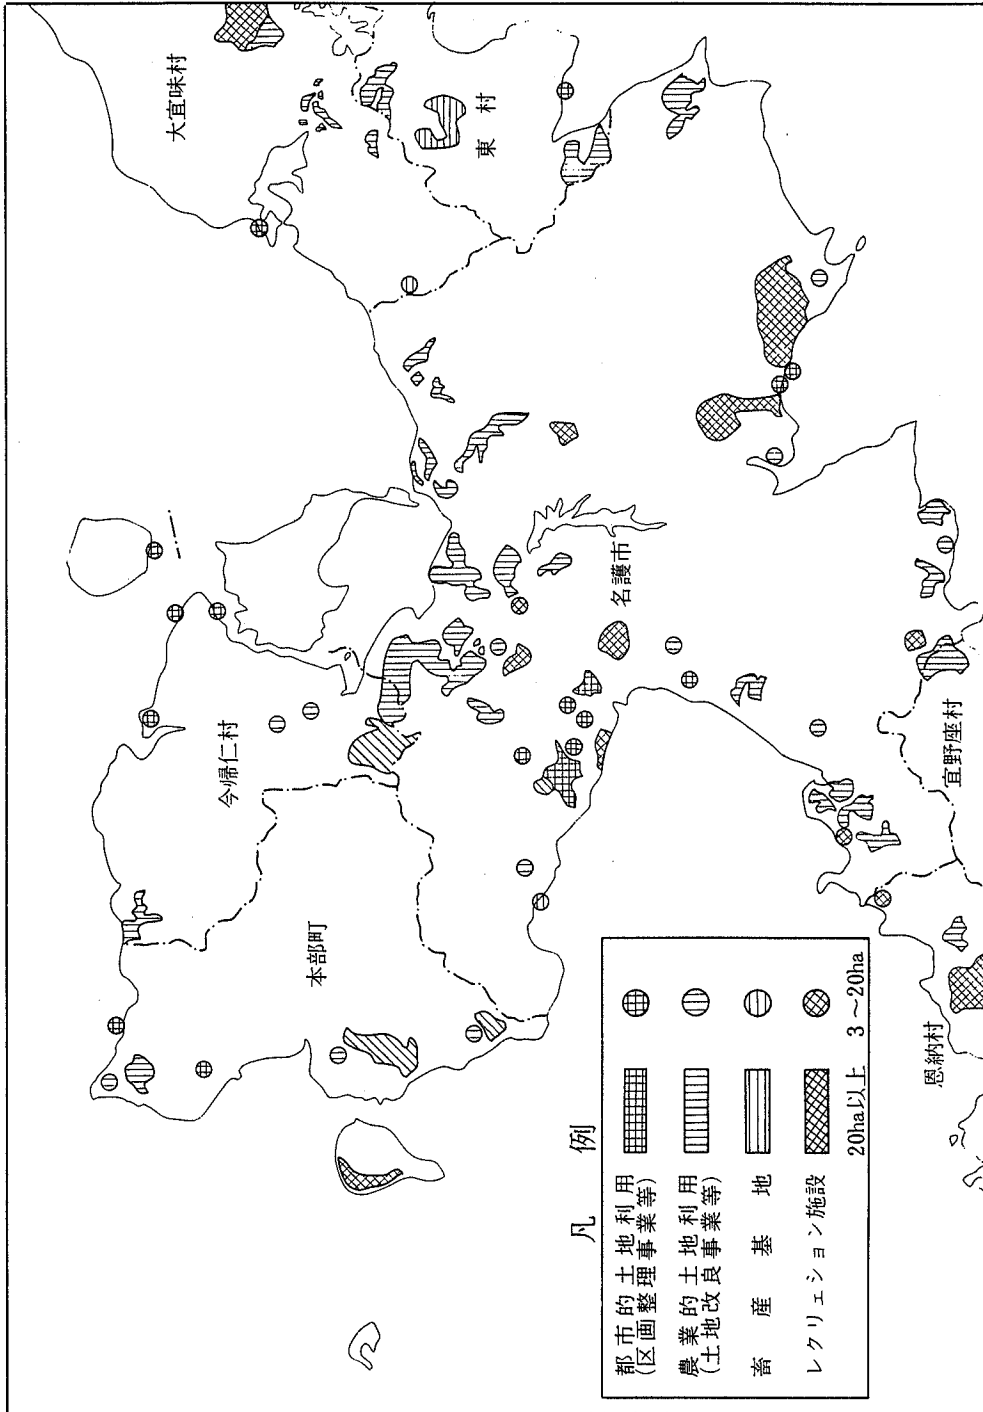 大宜味村
東村
今帰仁村
名護市
本部町
宜野座村
恩納村
凡例
都市的土地利用
(区画整理事業等)
農業的土地利用
(土地改良事業等)
畜産基地
レクリェション施設
20ha以上 3～20ha